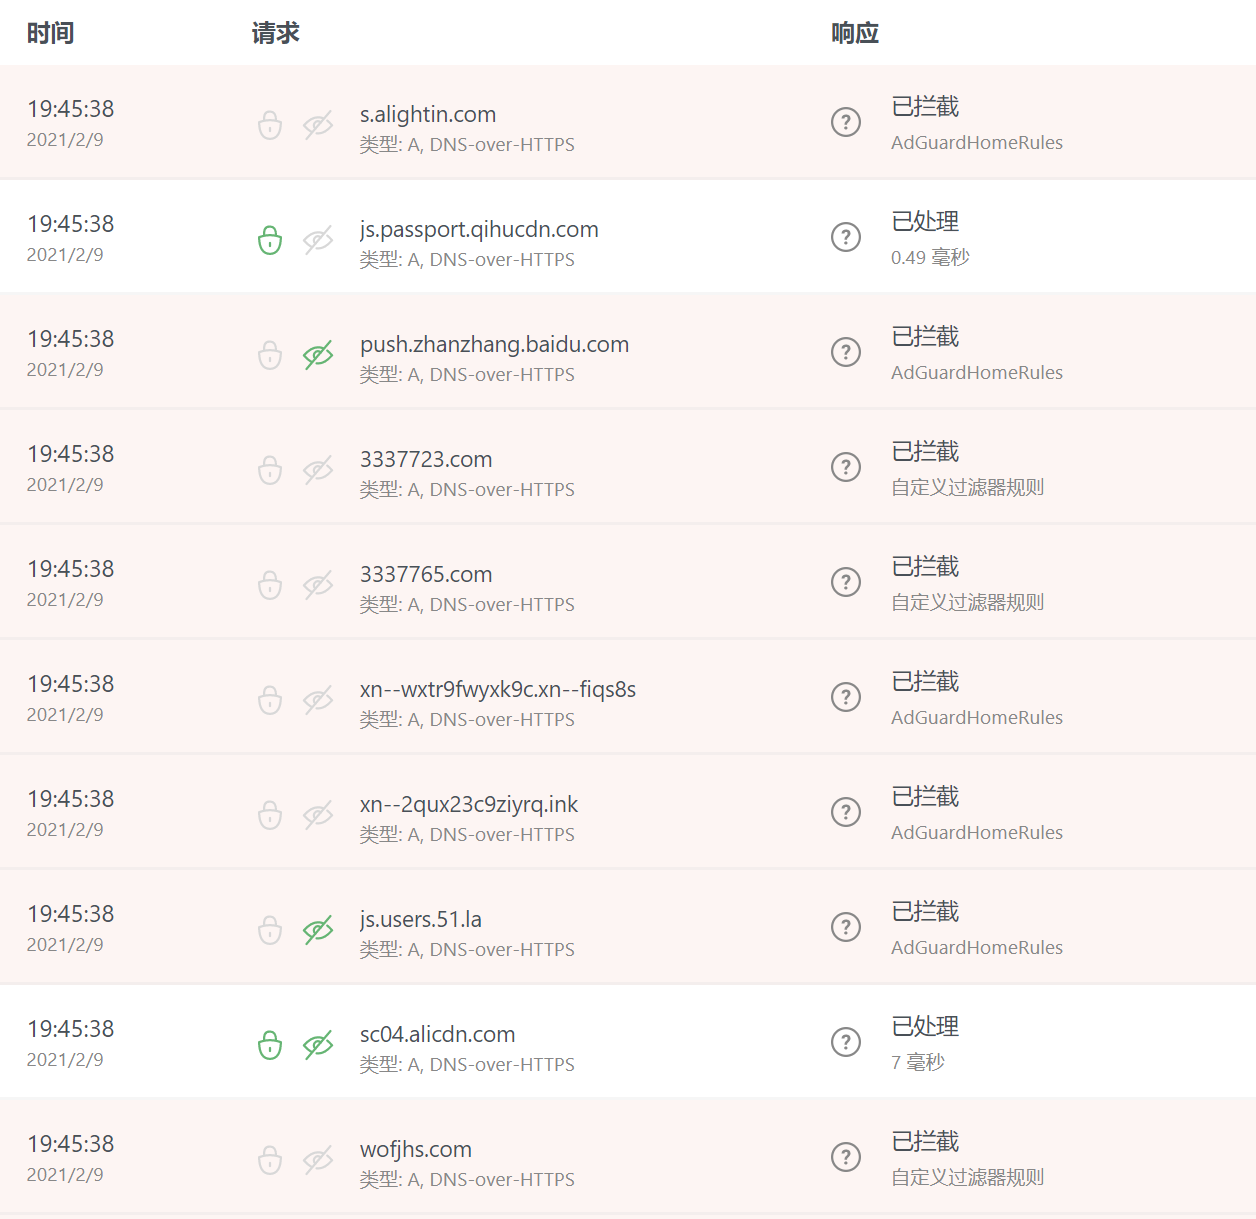 时间 请求 响应
19:45:38 s.alightin.com 已拦截
2021/2/9 类型: A, DNS-over-HTTPS AdGuardHomeRules
19:45:38 js.passport.qihucdn.com 已处理
2021/2/9 类型: A, DNS-over-HTTPS 0.49 毫秒
19:45:38 push.zhanzhang.baidu.com 已拦截
2021/2/9 类型: A, DNS-over-HTTPS AdGuardHomeRules
19:45:38 3337723.com 已拦截
2021/2/9 类型: A, DNS-over-HTTPS 自定义过滤器规则
19:45:38 3337765.com 已拦截
2021/2/9 类型: A, DNS-over-HTTPS 自定义过滤器规则
19:45:38 xn--wxtr9fwyxk9c.xn--fiqs8s 已拦截
2021/2/9 类型: A, DNS-over-HTTPS AdGuardHomeRules
19:45:38 xn--2qux23c9ziyrq.ink 已拦截
2021/2/9 类型: A, DNS-over-HTTPS AdGuardHomeRules
19:45:38 js.users.51.la 已拦截
2021/2/9 类型: A, DNS-over-HTTPS AdGuardHomeRules
19:45:38 sc04.alicdn.com 已处理
2021/2/9 类型: A, DNS-over-HTTPS 7 毫秒
19:45:38 wofjhs.com 已拦截
2021/2/9 类型: A, DNS-over-HTTPS 自定义过滤器规则